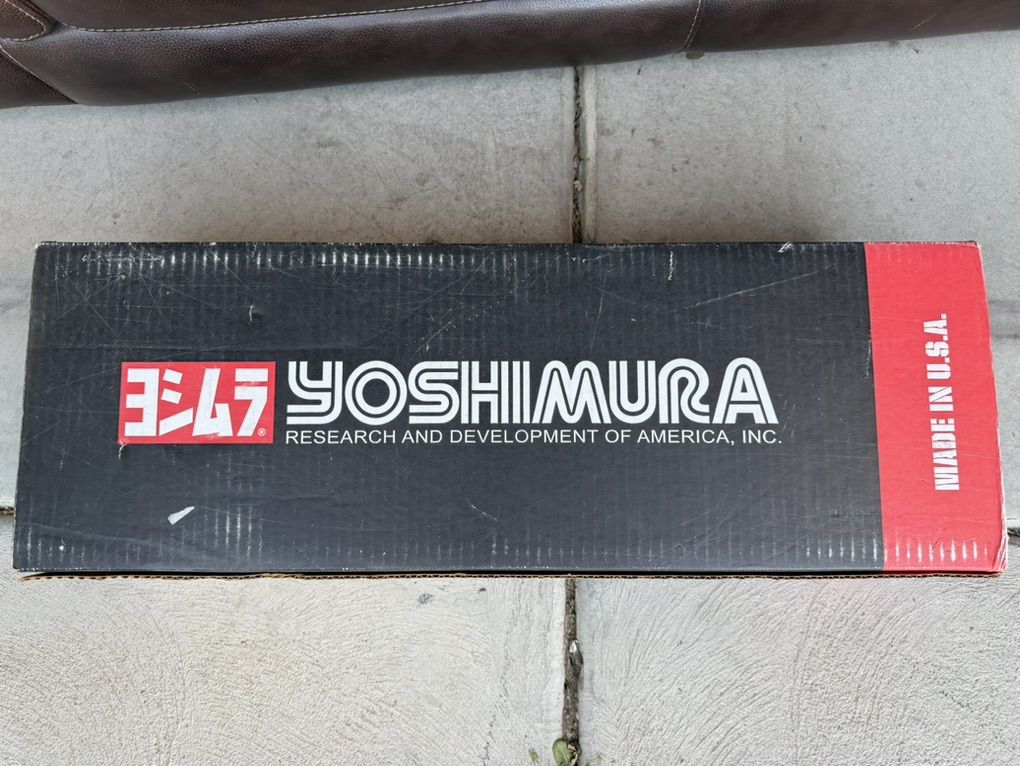 ヨシムラ®
YOSHIMURA
RESEARCH AND DEVELOPMENT OF AMERICA, INC.
MADE IN U.S.A.